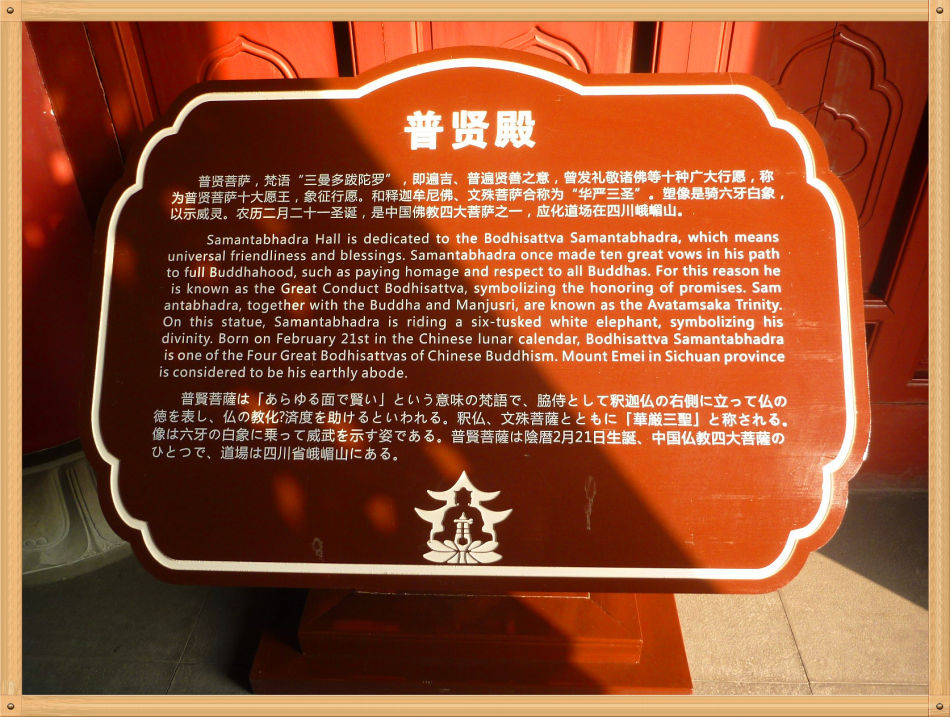 普贤殿
普贤菩萨，梵语“三曼多跋陀罗”，即遍吉、普遍贤善之意，曾发礼敬诸佛等十种广大行愿，称
为普贤菩萨十大愿王，象征行愿。和释迦牟尼佛、文殊菩萨合称为“华严三圣”。塑像是骑六牙白象，
以示威灵。农历二月二十一圣诞，是中国佛教四大菩萨之一，应化道场在四川峨嵋山。
Samantabhadra Hall is dedicated to the Bodhisattva Samantabhadra, which means
universal friendliness and blessings. Samantabhadra once made ten great vows in his path
to full Buddhahood, such as paying homage and respect to all Buddhas. For this reason he
is known as the Great Conduct Bodhisattva, symbolizing the honoring of promises. Sam
antabhadra, together with the Buddha and Manjusri, are known as the Avatamsaka Trinity.
On this statue, Samantabhadra is riding a six-tusked white elephant, symbolizing his
divinity. Born on February 21st in the Chinese lunar calendar, Bodhisattva Samantabhadra
is one of the Four Great Bodhisattvas of Chinese Buddhism. Mount Emei in Sichuan province
is considered to be his earthly abode.
普賢菩薩は「あらゆる面で賢い」という意味の梵語で、脇侍として釈迦仏の右側に立って仏の
徳を表し、仏の教化?済度を助けるといわれる。釈仏、文殊菩薩とともに「華厳三聖」と称される。
像は六牙の白象に乗って威武を示す姿である。普賢菩薩は陰暦2月21日生誕、中国仏教四大菩薩の
ひとつで、道場は四川省峨嵋山にある。